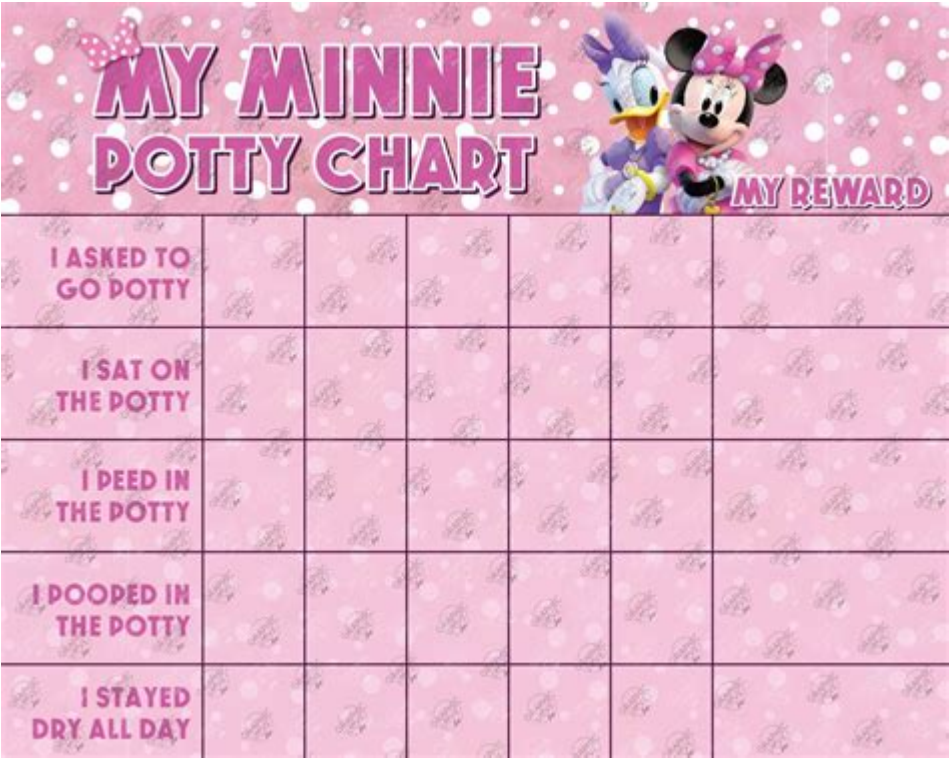 MY MINNIE
POTTY CHART
MY REWARD
I ASKED TO
GO POTTY
I SAT ON
THE POTTY
I PEED IN
THE POTTY
I POOPED IN
THE POTTY
I STAYED
DRY ALL DAY